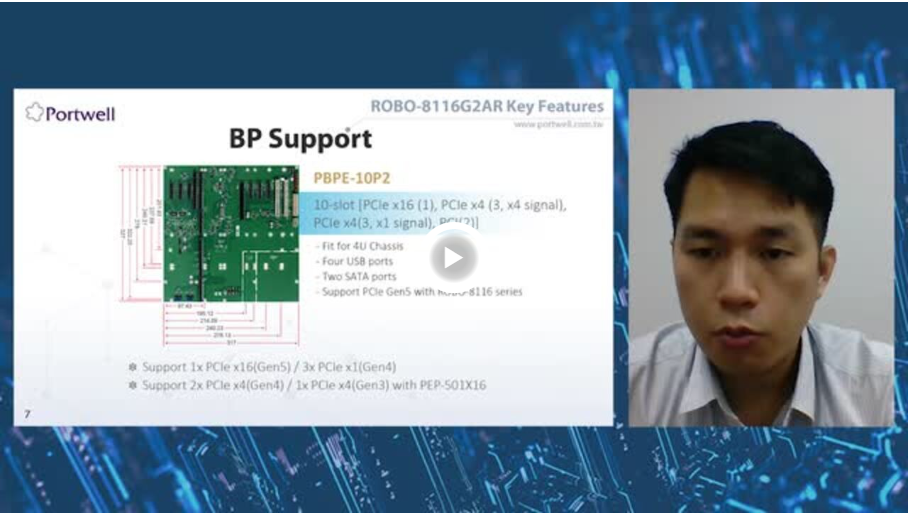 Portwell
ROBO-8116G2AR Key Features
www.portwell.com.tw
BP Support
PBPE-10P2
10-slot [PCIe x16 (1), PCIe x4 (3, x4 signal),
PCIe x4(3, x1 signal), PCI(2)]
- Fit for 4U Chassis
- Four USB ports
- Two SATA ports
- Support PCIe Gen5 with ROBO-8116 series
❄ Support 1x PCIe x16(Gen5) / 3x PCIe x1(Gen4)
❄ Support 2x PCIe x4(Gen4) / 1x PCIe x4(Gen3) with PEP-501X16
7